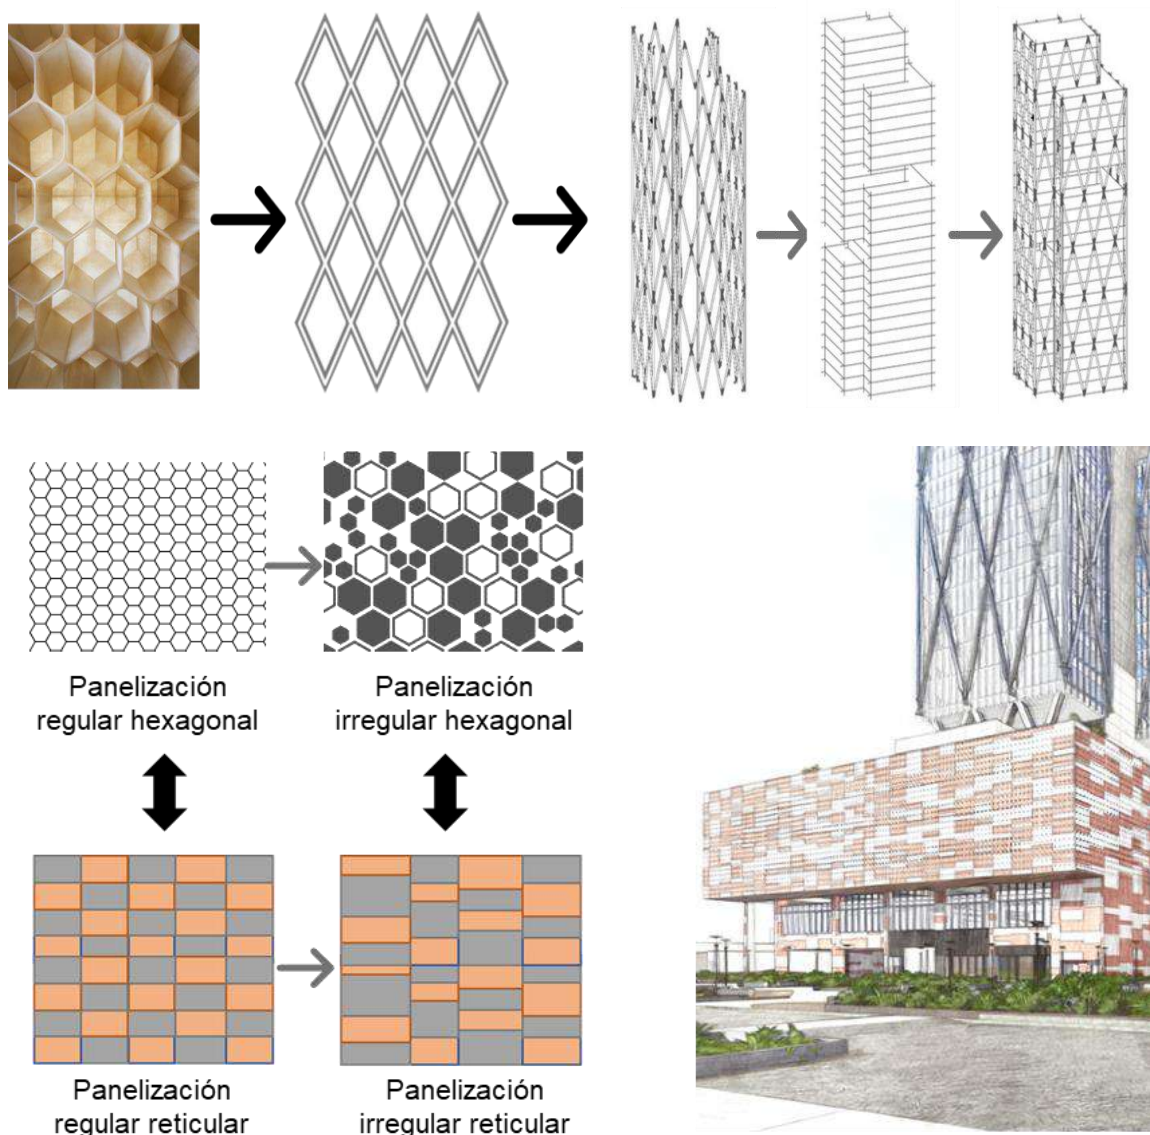 Panelización
regular hexagonal
Panelización
irregular hexagonal
Panelización
regular reticular
Panelización
irregular reticular